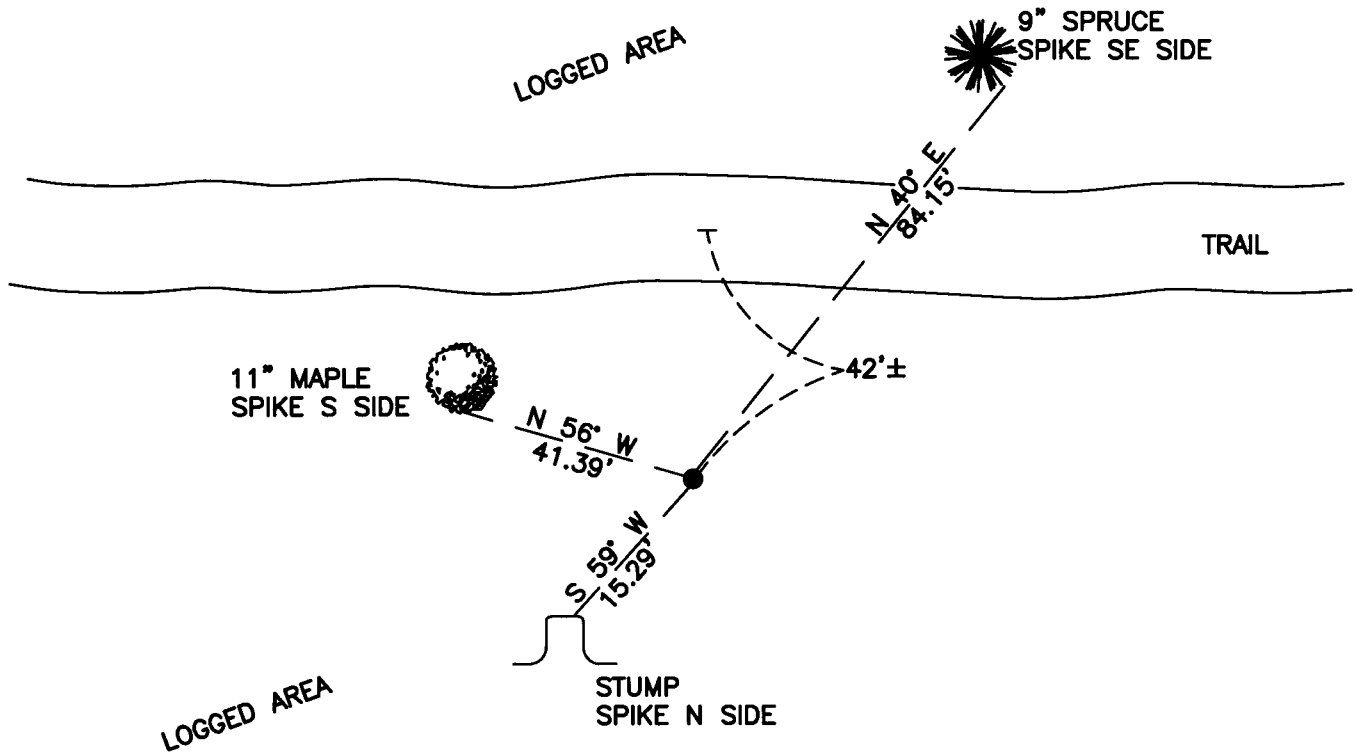 9" SPRUCE
SPIKE SE SIDE
LOGGED AREA
N 40° E
84.15'
TRAIL
42'±
11" MAPLE
SPIKE S SIDE
N 56° W
41.39'
S 59° W
15.29'
STUMP
SPIKE N SIDE
LOGGED AREA